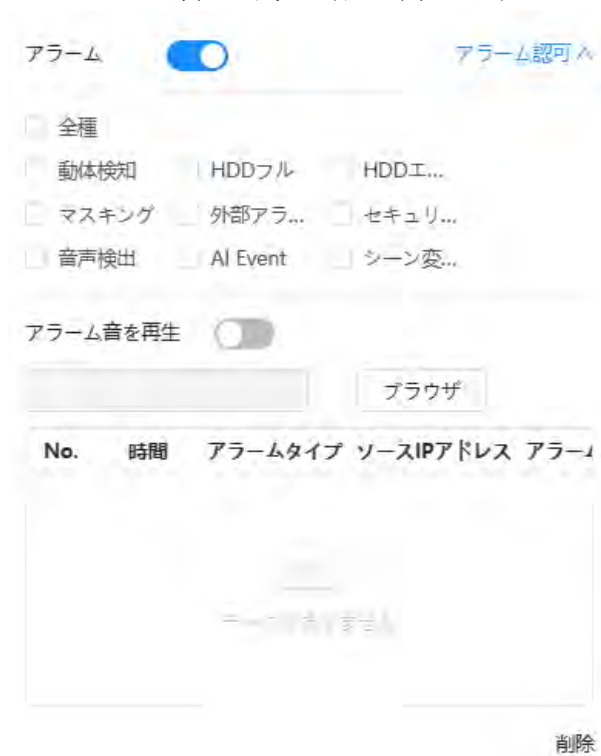 アラーム アラーム認可
全種
動体検知 HDDフル HDDエ...
マスキング 外部アラ... セキュリ...
音声検出 AI Event シーン変...
アラーム音を再生
ブラウザ
No. 時間 アラームタイプ ソースIPアドレス アラーム
削除